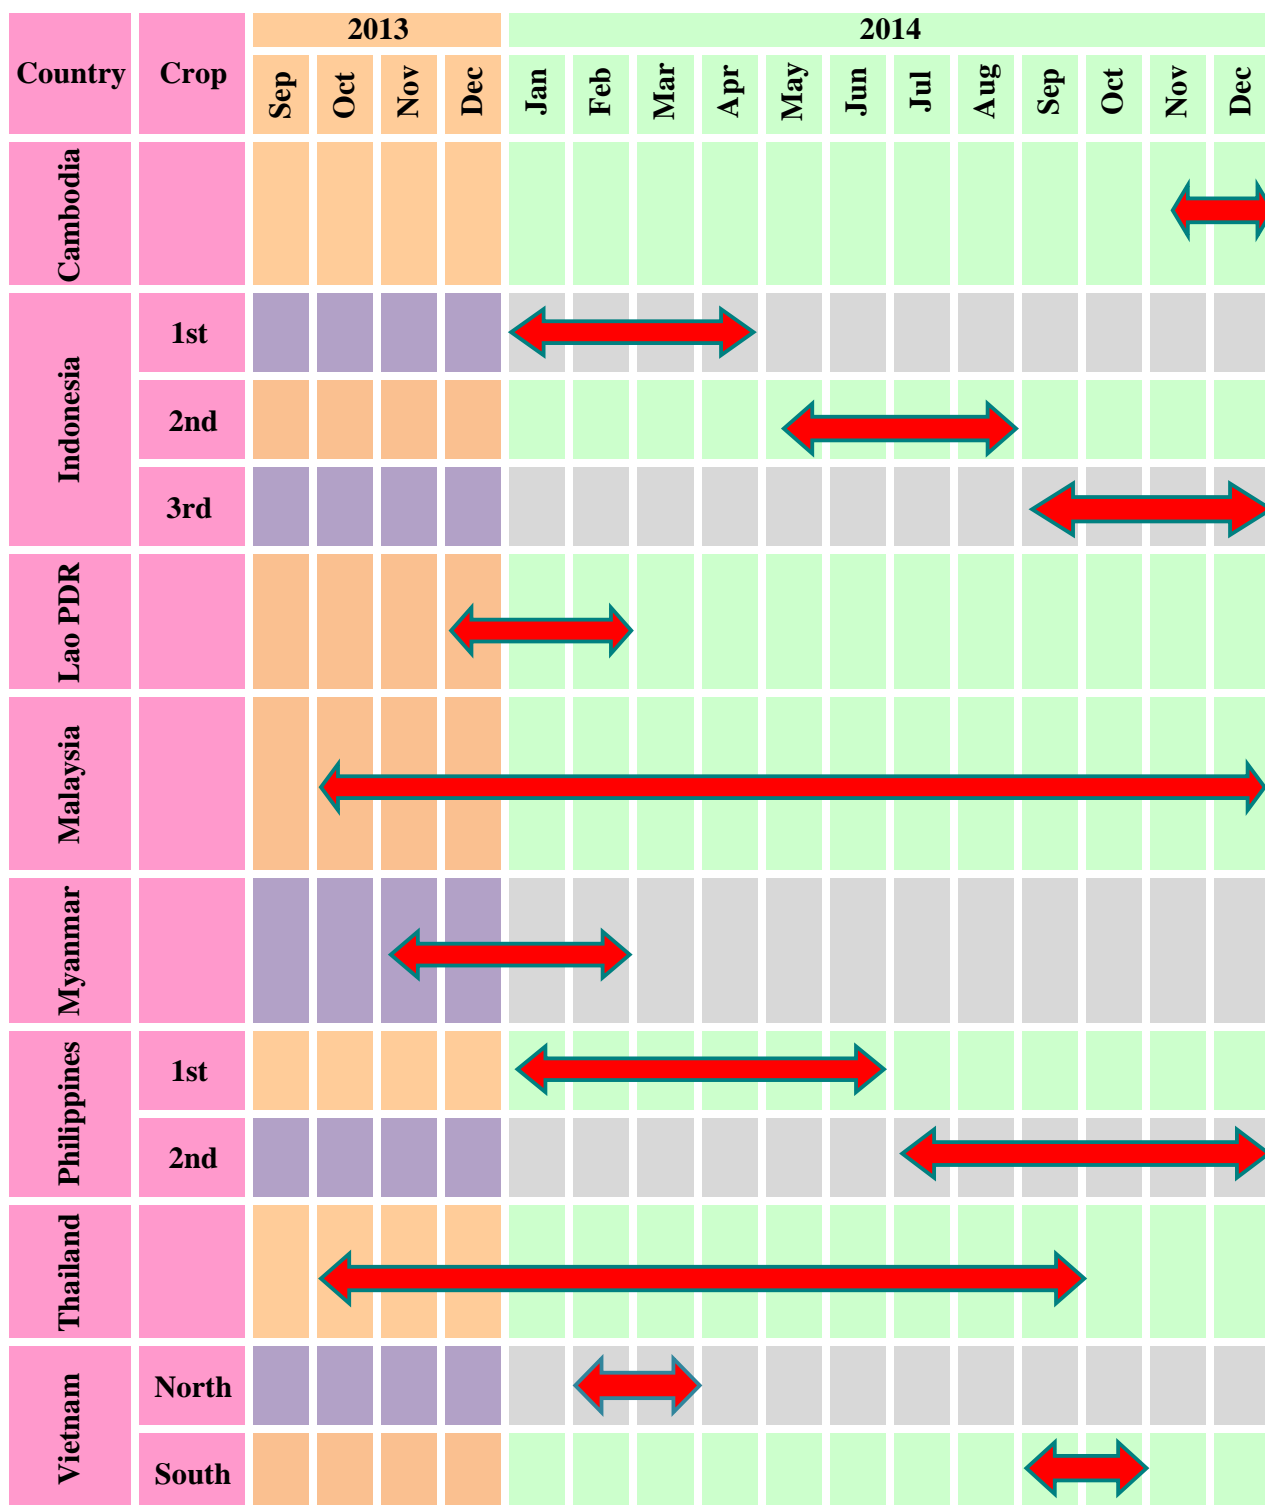 2013
2014
Country
Crop
Sep
Oct
Nov
Dec
Jan
Feb
Mar
Apr
May
Jun
Jul
Aug
Sep
Oct
Nov
Dec
Cambodia
Indonesia
1st
2nd
3rd
Lao PDR
Malaysia
Myanmar
Philippines
1st
2nd
Thailand
Vietnam
North
South